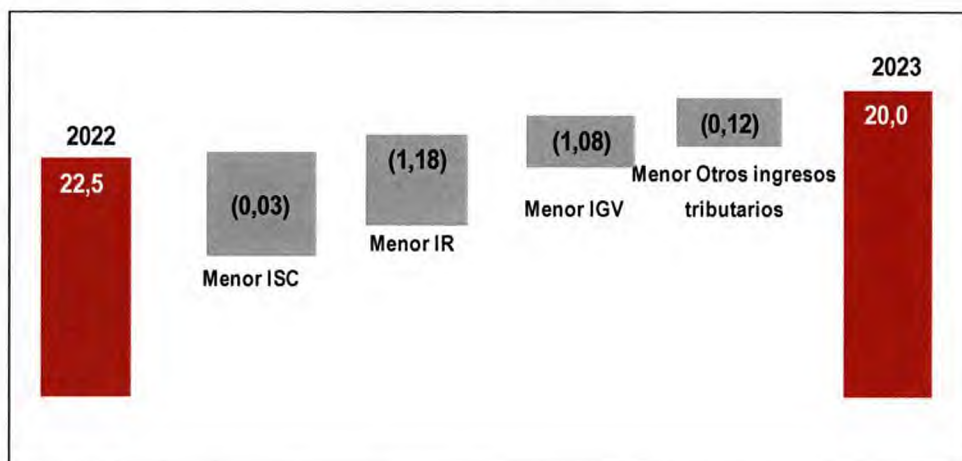 2022
22,5
(0,03)
Menor ISC
(1,18)
Menor IR
(1,08)
Menor IGV
(0,12)
Menor Otros ingresos
tributarios
2023
20,0